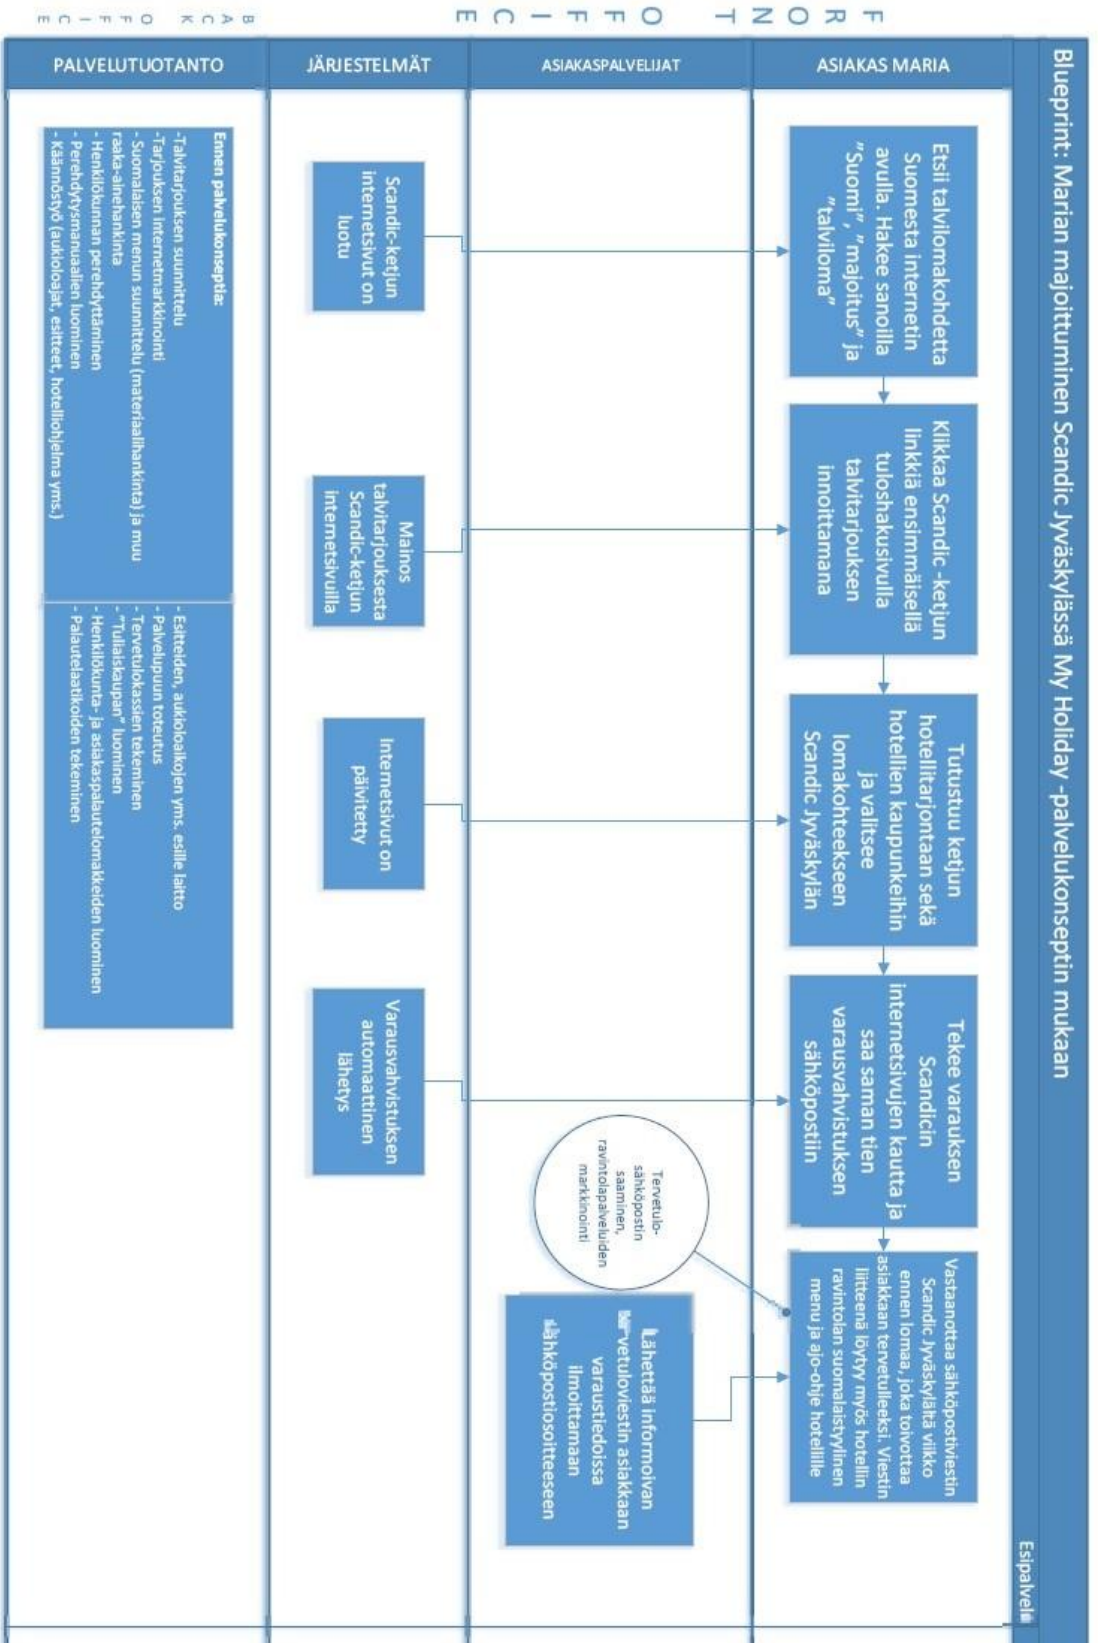 Blueprint: Marian majoittuminen Scandic Jyväskylässä My Holiday -palvelukonseptin mukaan
Esipalvelu
FRONT OFFICE
ASIAKAS MARIA
Etsii talvilomakohdetta
Suomesta internetin
avulla. Hakee sanoilla
"Suomi", "majoitus" ja
"talviloma"
Klikkaa Scandic -ketjun
linkkiä ensimmäisellä
tuloshakusivulla
talvitarjouksen
innoittamana
Tutustuu ketjun
hotellitarjontaan sekä
hotellien kaupunkeihin
ja valitsee
lomakohteekseen
Scandic Jyväskylän
Tekee varauksen
Scandicin
internetsivujen kautta ja
saa saman tien
varausvahvistuksen
sähköpostiin
Vastaanottaa sähköpostiviestin
Scandic Jyväskylältä viikko
ennen lomaa, joka toivottaa
asiakkaan tervetulleeksi. Viestin
liitteenä löytyy myös hotellin
ravintolan suomalaistyylinen
menu ja ajo-ohje hotellille
ASIAKASPALVELIJAT
Tervetulo-
sähköpostin
saaminen,
ravintolapalveluiden
markkinointi
Lähettää informoivan
tervetuloviestin asiakkaan
varaustiedoissa
ilmoittamaan
sähköpostiosoitteeseen
JÄRJESTELMÄT
Scandic-ketjun
internetsivut on
luotu
Mainos
talvitarjouksesta
Scandic-ketjun
internetsivuilla
Internetsivut on
päivitetty
Varausvahvistuksen
automaattinen
lähetys
BACK OFFICE
PALVELUTUOTANTO
Ennen palvelukonseptia:
-Talvitarjouksen suunnittelu
-Tarjouksen internetmarkkinointi
- Suomalaisen menun suunnittelu (materiaalihankinta) ja muu
raaka-ainehankinta
- Henkilökunnan perehdyttäminen
- Perehdytysmanuaalien luominen
- Käännöstyö (aukioloajat, esitteet, hotelliohjelma yms.)
- Esitteiden, aukioloaikojen yms. esille laitto
- Palvelupuun toteutus
- Tervetulokassien tekeminen
- "Tuliaiskaupan" luominen
- Henkilökunta- ja asiakaspalautelomakkeiden luominen
- Palautelaatikoiden tekeminen